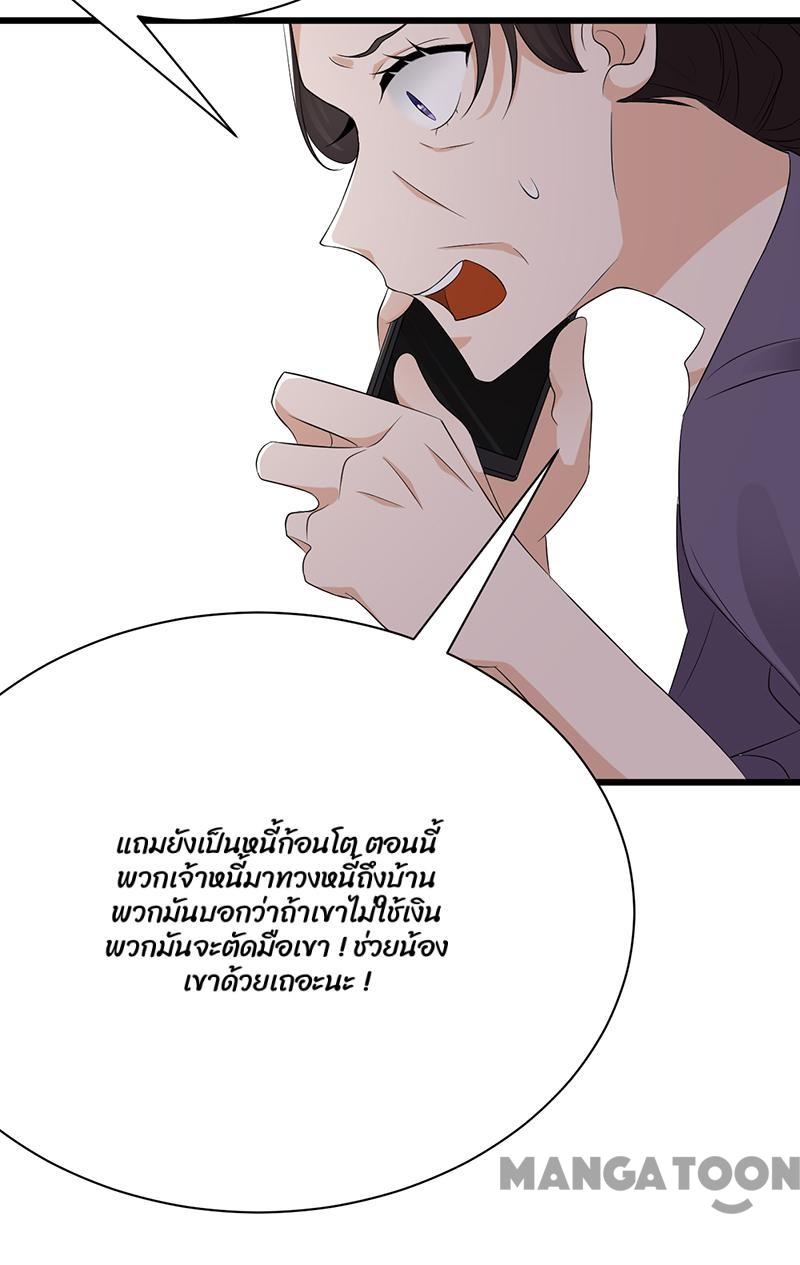 แถมยังเป็นหนี้ก้อนโต ตอนนี้
พวกเจ้าหนี้มาทวงหนี้ถึงบ้าน
พวกมันบอกว่าถ้าเขาไม่ใช้เงิน
พวกมันจะตัดมือเขา ! ช่วยน้อง
เขาด้วยเถอะนะ !
MANGATOON